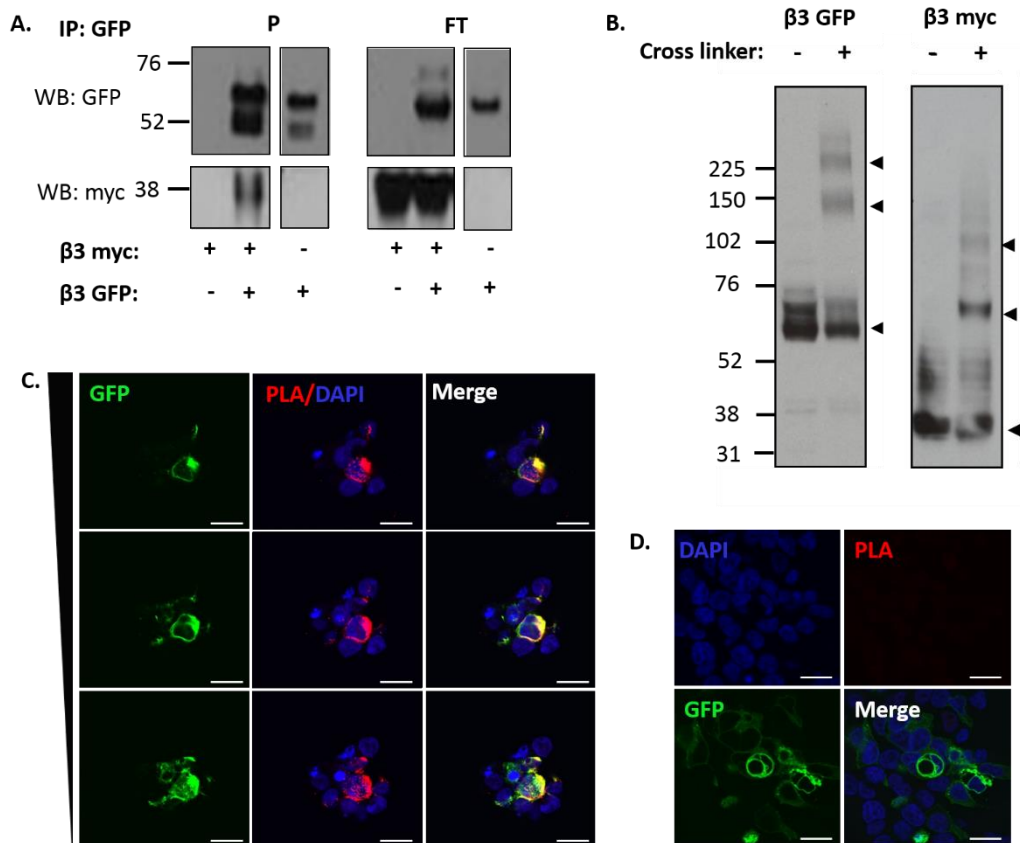 A. IP: GFP P FT
76
WB: GFP
52
WB: myc 38
β3 myc: + + - + + -
β3 GFP: - + + - + +
B. β3 GFP β3 myc
Cross linker: - + - +
225
150
102
76
52
38
31
C. GFP PLA/DAPI Merge
D. DAPI PLA
GFP Merge